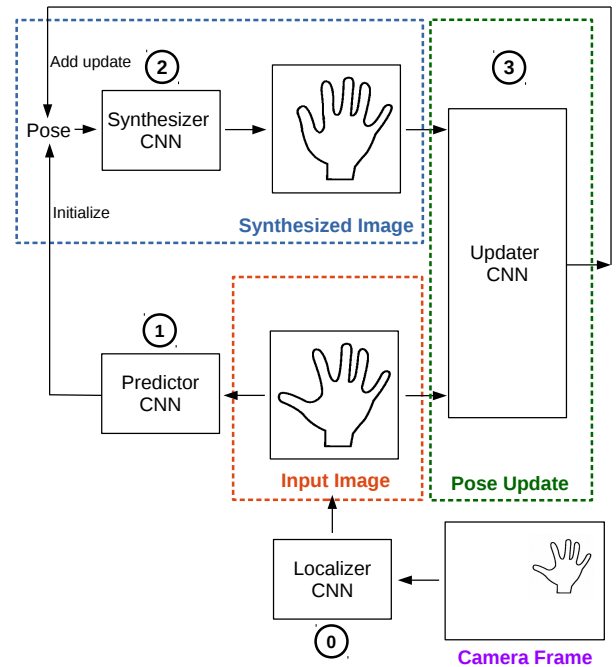 Add update
2
3
Pose
Synthesizer
CNN
Synthesized Image
Initialize
Updater
CNN
1
Predictor
CNN
Input Image
Pose Update
Localizer
CNN
0
Camera Frame